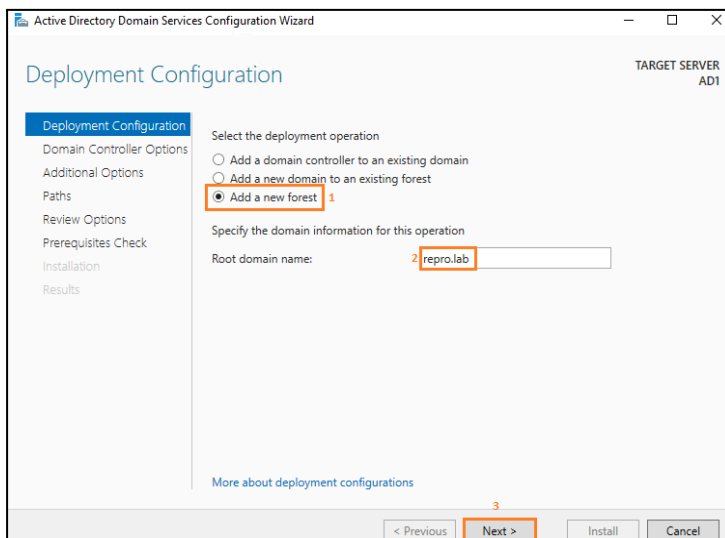 Active Directory Domain Services Configuration Wizard
Deployment Configuration
TARGET SERVER
AD1
Deployment Configuration
Domain Controller Options
Additional Options
Paths
Review Options
Prerequisites Check
Installation
Results
Select the deployment operation
Add a domain controller to an existing domain
Add a new domain to an existing forest
Add a new forest 1
Specify the domain information for this operation
Root domain name: 2 repro.lab
More about deployment configurations
3
< Previous Next > Install Cancel